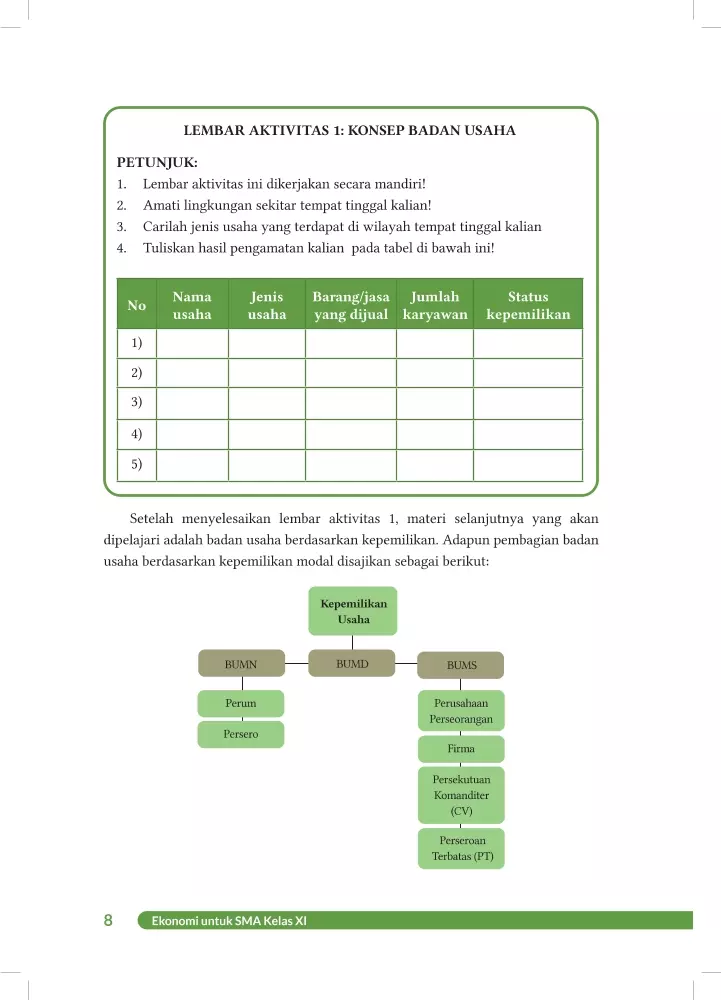 LEMBAR AKTIVITAS 1: KONSEP BADAN USAHA
PETUNJUK:
1. Lembar aktivitas ini dikerjakan secara mandiri!
2. Amati lingkungan sekitar tempat tinggal kalian!
3. Carilah jenis usaha yang terdapat di wilayah tempat tinggal kalian
4. Tuliskan hasil pengamatan kalian pada tabel di bawah ini!
No
Nama
usaha
Jenis
usaha
Barang/jasa
yang dijual
Jumlah
karyawan
Status
kepemilikan
1)
2)
3)
4)
5)
Setelah menyelesaikan lembar aktivitas 1, materi selanjutnya yang akan
dipelajari adalah badan usaha berdasarkan kepemilikan. Adapun pembagian badan
usaha berdasarkan kepemilikan modal disajikan sebagai berikut:
Kepemilikan
Usaha
BUMN
BUMD
BUMS
Perum
Persero
Perusahaan
Perseorangan
Firma
Persekutuan
Komanditer
(CV)
Perseroan
Terbatas (PT)
8
Ekonomi untuk SMA Kelas XI